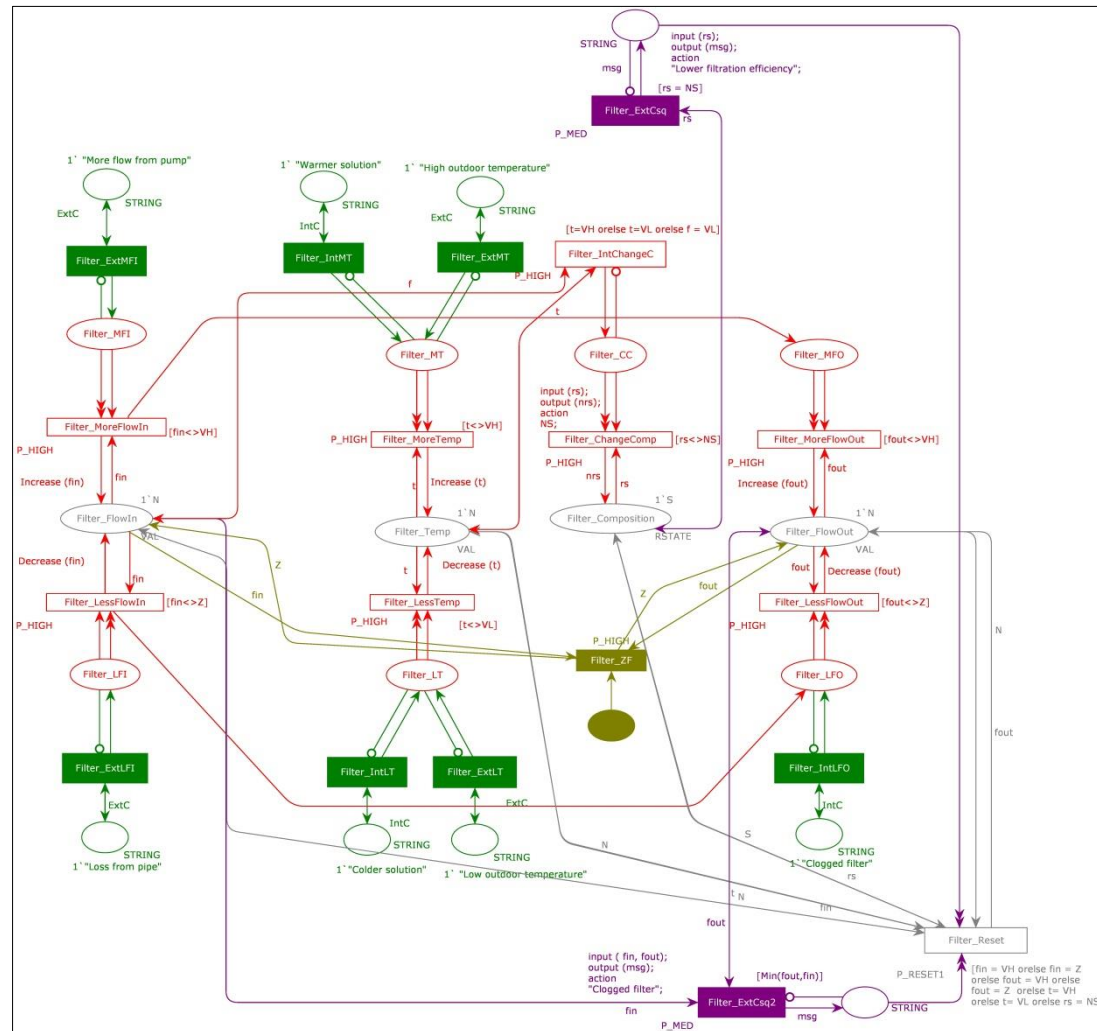 STRING
input (rs);
output (msg);
action
"Lower filtration efficiency";
msg
[rs = NS]
Filter_ExtCsq
rs
P_MED
1` "More flow from pump"
STRING
ExtC
Filter_ExtMFI
Filter_MFI
Filter_MoreFlowIn
[fin<>VH]
P_HIGH
Increase (fin)
fin
1`N
Filter_FlowIn
VAL
Decrease (fin)
fin
Filter_LessFlowIn
[fin<>Z]
P_HIGH
Filter_LFI
Filter_ExtLFI
ExtC
STRING
1`"Loss from pipe"
1` "Warmer solution"
STRING
IntC
Filter_IntMT
1` "High outdoor temperature"
STRING
ExtC
Filter_ExtMT
Filter_MT
[t<>VH]
P_HIGH
Filter_MoreTemp
t
Increase (t)
1`N
Filter_Temp
VAL
t
Decrease (t)
Filter_LessTemp
P_HIGH
[t<>VL]
Filter_LT
Filter_IntLT
Filter_ExtLT
IntC
ExtC
STRING
STRING
1`"Colder solution"
1` "Low outdoor temperature"
[t=VH orelse t=VL orelse f = VL]
Filter_IntChangeC
P_HIGH
f
t
Filter_CC
input (rs);
output (nrs);
action
NS;
Filter_ChangeComp
[rs<>NS]
P_HIGH
nrs
rs
1`S
Filter_Composition
RSTATE
Filter_MFO
Filter_MoreFlowOut
[fout<>VH]
P_HIGH
fout
Increase (fout)
1`N
Filter_FlowOut
VAL
fout
Decrease (fout)
Filter_LessFlowOut
[fout<>Z]
P_HIGH
Filter_LFO
Filter_IntLFO
IntC
STRING
1`"Clogged filter"
Z
fin
Z
fout
P_HIGH
Filter_ZF
N
fout
N
S
rs
t
N
fin
Filter_Reset
P_RESET1
[fin = VH orelse fin = Z
orelse fout = VH orelse
fout = Z orelse t= VH
orelse t= VL orelse rs = NS
fout
input ( fin, fout);
output (msg);
action
"Clogged filter";
[Min(fout,fin)]
Filter_ExtCsq2
fin
P_MED
msg
STRING